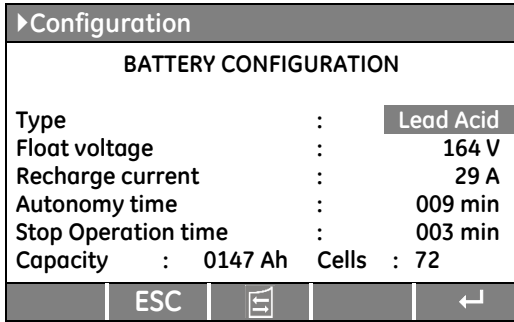 Configuration
BATTERY CONFIGURATION
Type : Lead Acid
Float voltage : 164 V
Recharge current : 29 A
Autonomy time : 009 min
Stop Operation time : 003 min
Capacity : 0147 Ah Cells : 72
ESC